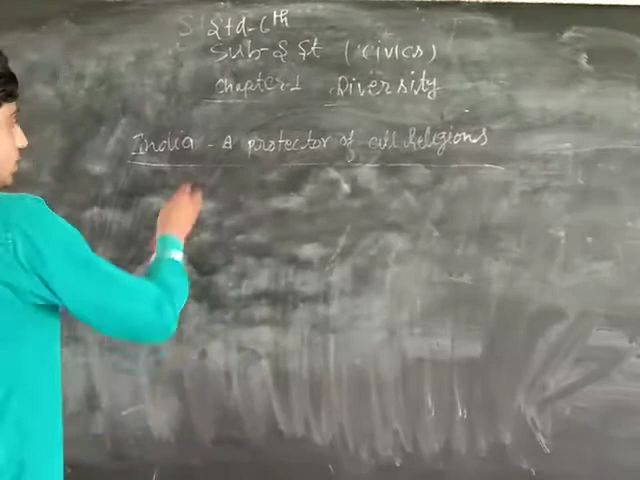 Std-6th
Sub-S St (Civics)
Chapter-1 Diversity
India - A protector of all Religions